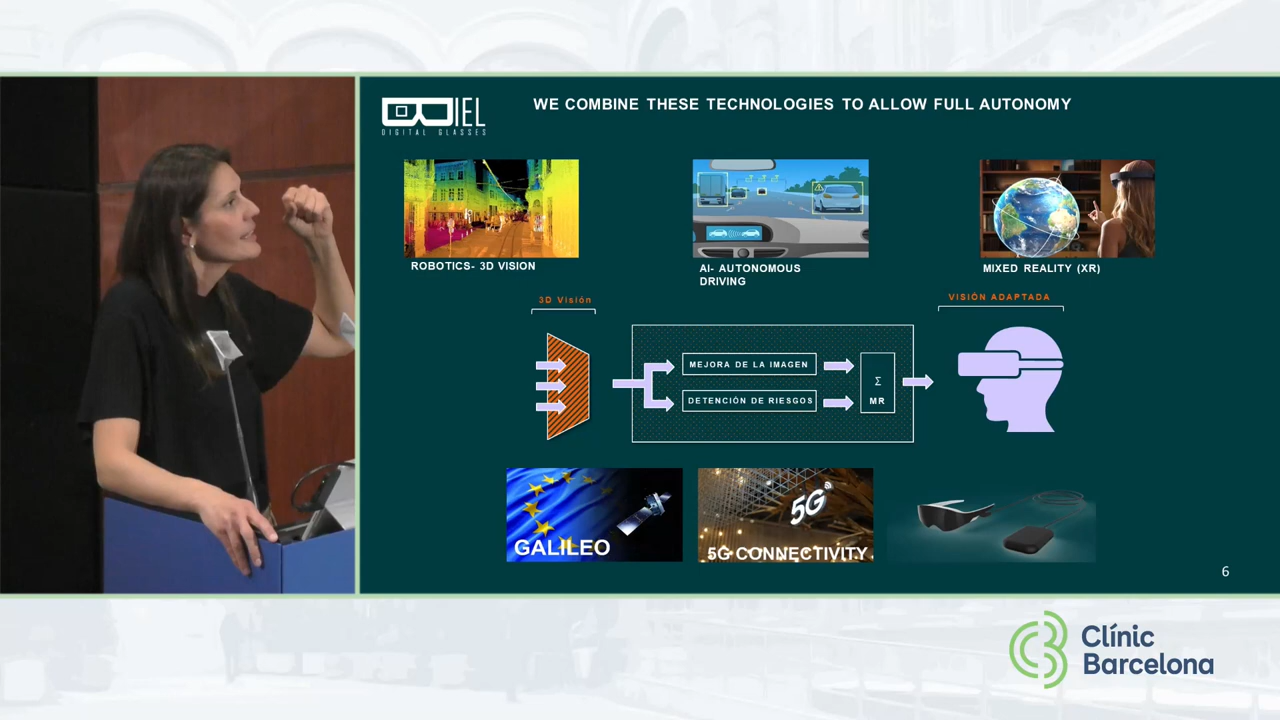 IEL
DIGITAL GLASSES
WE COMBINE THESE TECHNOLOGIES TO ALLOW FULL AUTONOMY
ROBOTICS- 3D VISION
AI- AUTONOMOUS
DRIVING
MIXED REALITY (XR)
3D Visión
VISIÓN ADAPTADA
MEJORA DE LA IMAGEN
DETENCIÓN DE RIESGOS
Σ
MR
GALILEO
5G
5G CONNECTIVITY
6
Clínic
Barcelona